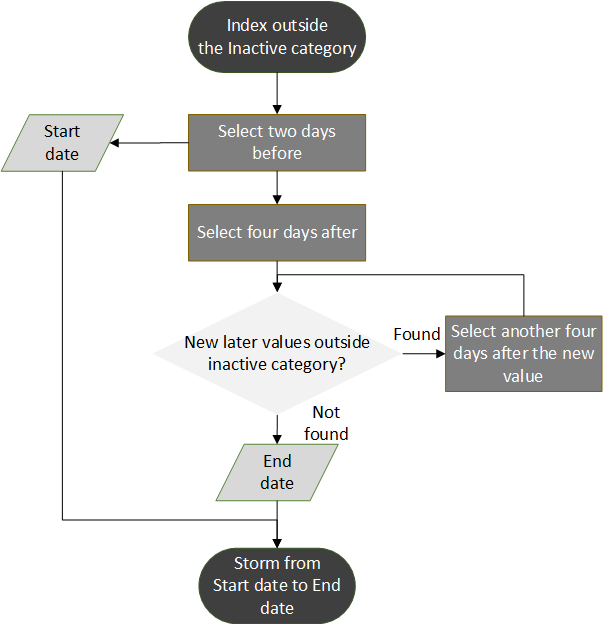 Index outside
the Inactive category
Start
date
Select two days
before
Select four days after
New later values outside
inactive category?
Found
Select another four
days after the new
value
Not
found
End
date
Storm from
Start date to End
date